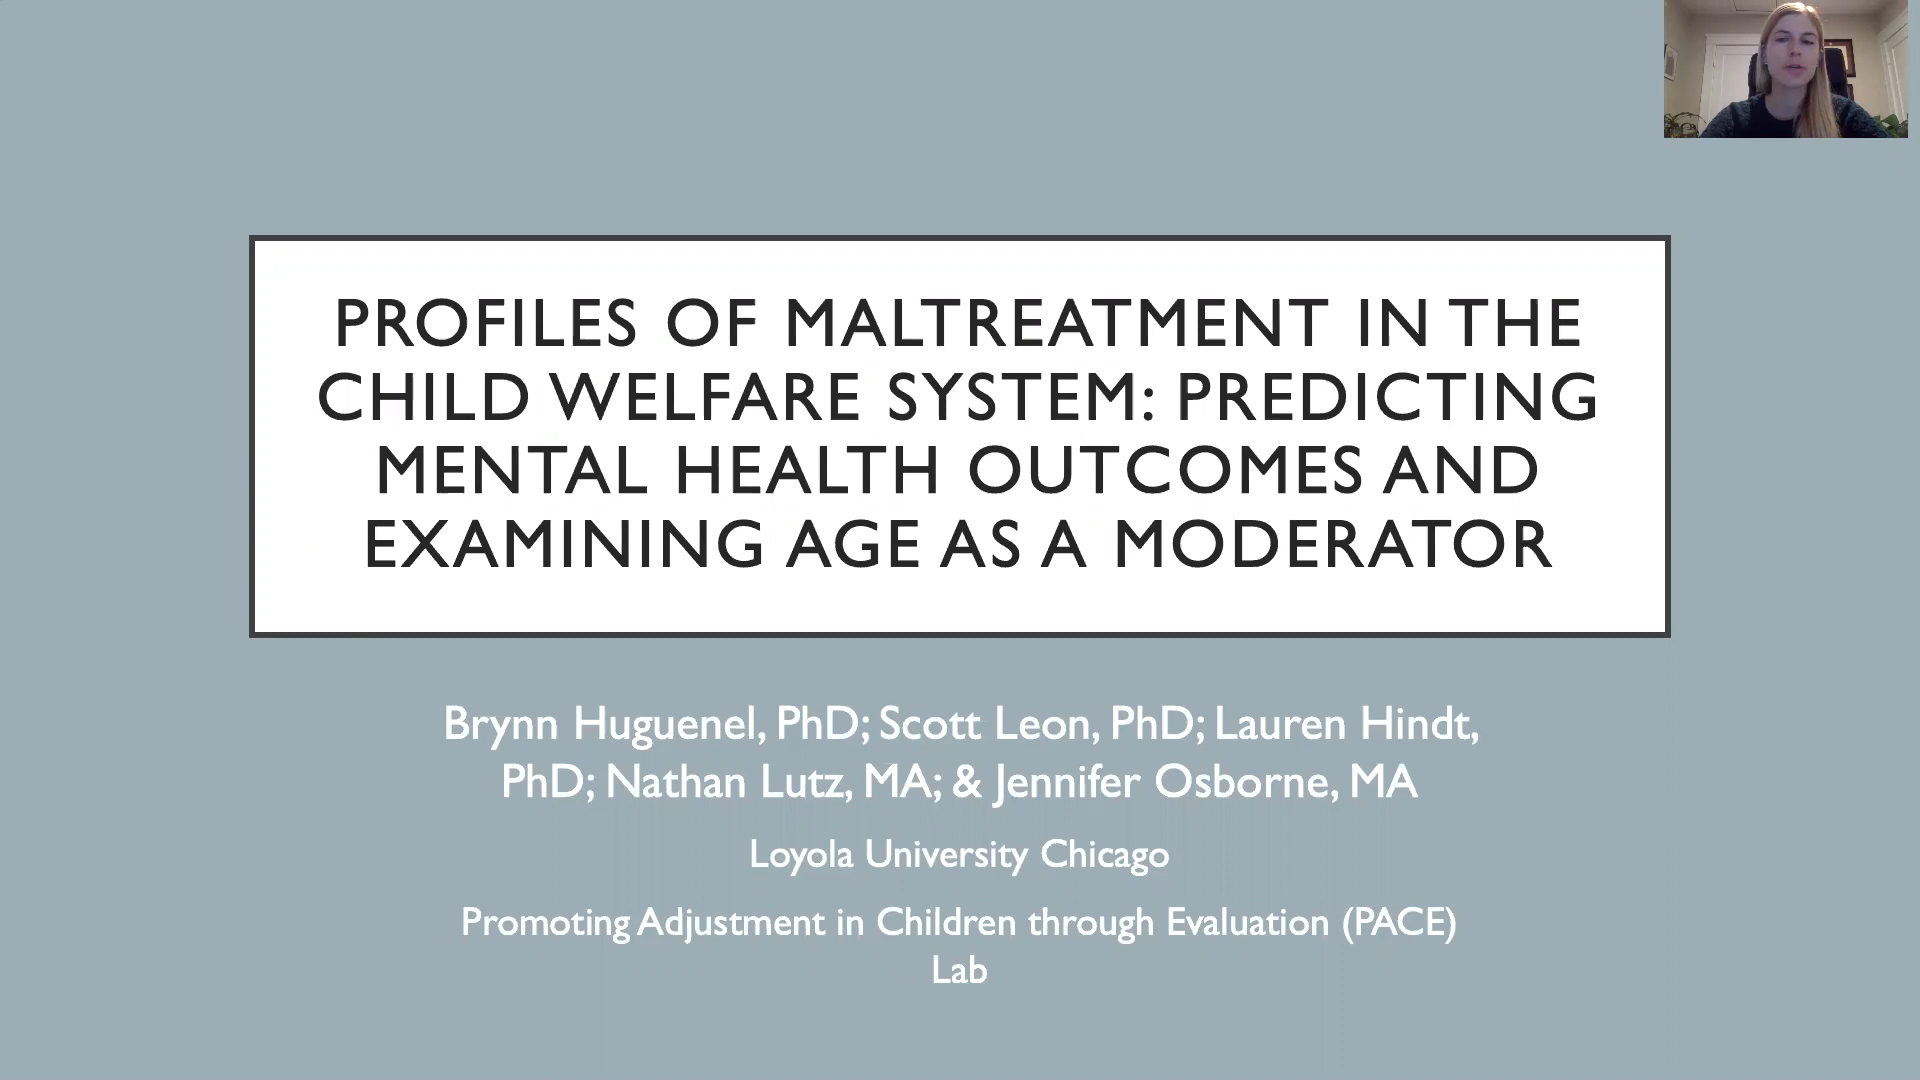 PROFILES OF MALTREATMENT IN THE
CHILD WELFARE SYSTEM: PREDICTING
MENTAL HEALTH OUTCOMES AND
EXAMINING AGE AS A MODERATOR
Brynn Huguenel, PhD; Scott Leon, PhD; Lauren Hindt,
PhD; Nathan Lutz, MA; & Jennifer Osborne, MA
Loyola University Chicago
Promoting Adjustment in Children through Evaluation (PACE)
Lab